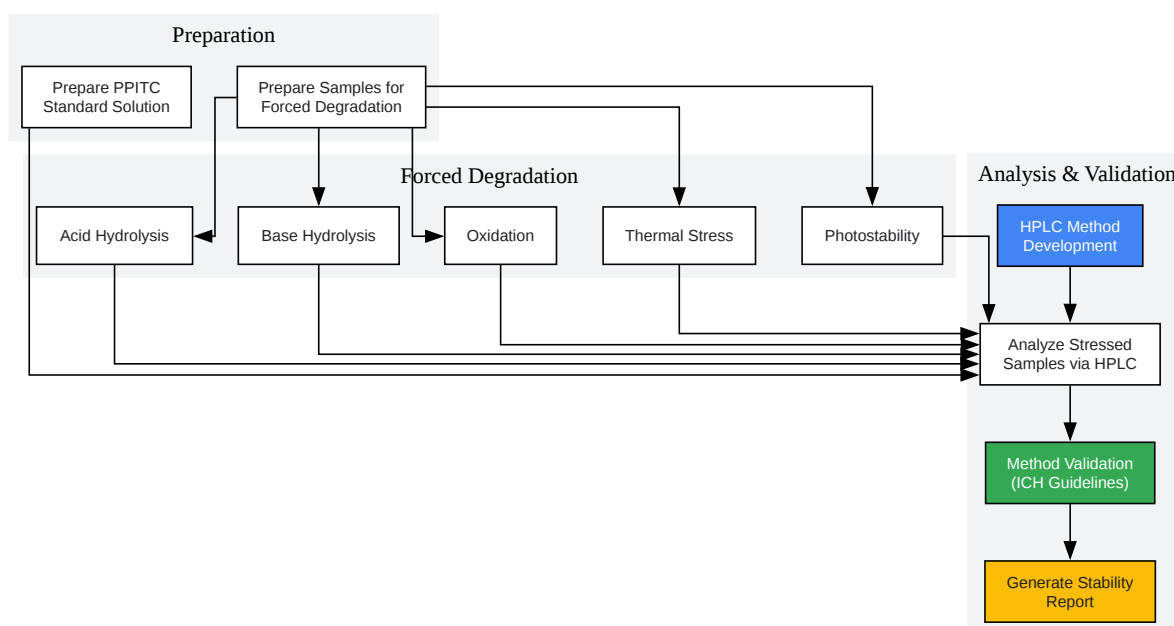 Preparation
Prepare PPITC
Standard Solution
Prepare Samples for
Forced Degradation
Forced Degradation
Acid Hydrolysis
Base Hydrolysis
Oxidation
Thermal Stress
Photostability
Analysis & Validation
HPLC Method
Development
Analyze Stressed
Samples via HPLC
Method Validation
(ICH Guidelines)
Generate Stability
Report